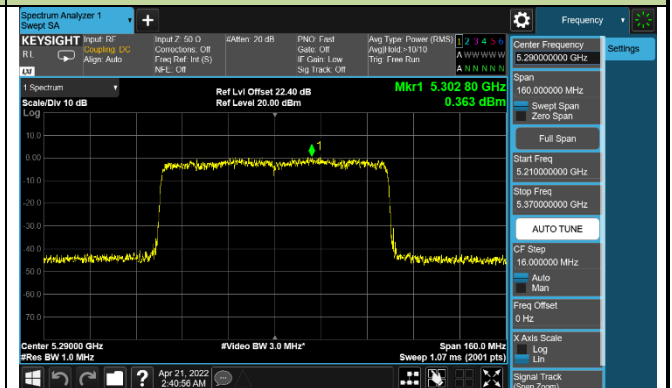 Spectrum Analyzer 1
Swept SA
Frequency
KEYSIGHT
RL
Input: RF
Coupling: DC
Align: Auto
Input Z: 50 Ω
Corrections: Off
Freq Ref: Int (S)
NFE: Off
#Atten: 20 dB
PNO: Fast
Gate: Off
IF Gain: Low
Sig Track: Off
Avg Type: Power (RMS)
Avg|Hold:>10/10
Trig: Free Run
1 2 3 4 5 6
A W W W W W
A N N N N N
LXI
1 Spectrum
Scale/Div 10 dB
Log
Ref Lvl Offset 22.40 dB
Ref Level 20.00 dBm
Mkr1 5.302 80 GHz
0.363 dBm
10.0
0.00
-10.0
-20.0
-30.0
-40.0
-50.0
-60.0
-70.0
1
Center 5.29000 GHz
#Res BW 1.0 MHz
#Video BW 3.0 MHz*
Span 160.0 MHz
Sweep 1.07 ms (2001 pts)
Apr 21, 2022
2:40:56 AM
Center Frequency
5.290000000 GHz
Settings
Span
160.000000 MHz
Swept Span
Zero Span
Full Span
Start Freq
5.210000000 GHz
Stop Freq
5.370000000 GHz
AUTO TUNE
CF Step
16.000000 MHz
Auto
Man
Freq Offset
0 Hz
X Axis Scale
Log
Lin
Signal Track
(Span Zoom)